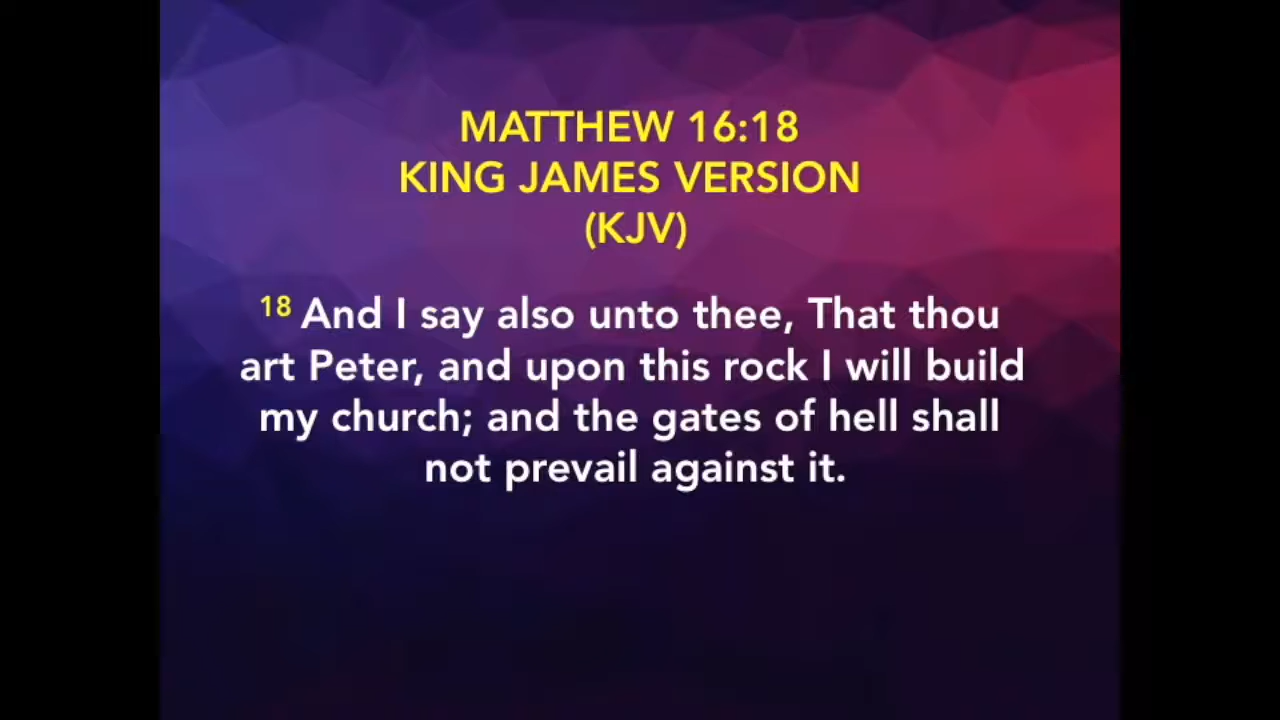 MATTHEW 16:18
KING JAMES VERSION
(KJV)
18 And I say also unto thee, That thou
art Peter, and upon this rock I will build
my church; and the gates of hell shall
not prevail against it.